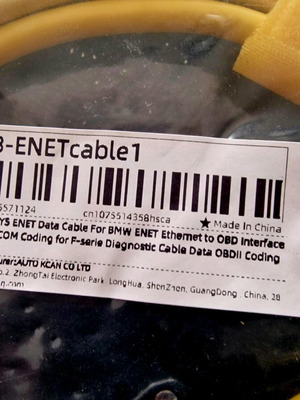 3-ENETcable1
5571124 cn1075514358hsca ★ Made In China
YS ENET Data Cable For BMW ENET Ethernet to OBD Interface
COM Coding for F-serie Diagnostic Cable Data OBDII Coding
urer:AUTO KCAN CO LTD
o.2, ZhongTai Electronic Park, LongHua, ShenZhen, GuangDong, China, 28
n.com